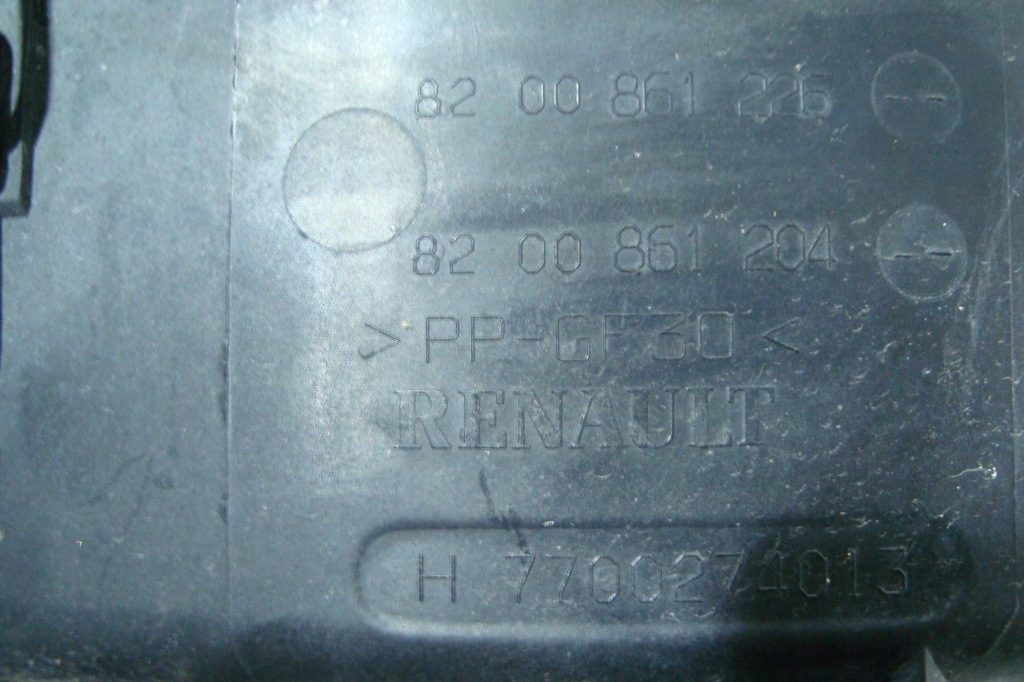 82 00 861 226
82 00 861 204
>PP-GF30<
RENAULT
H 7700274013